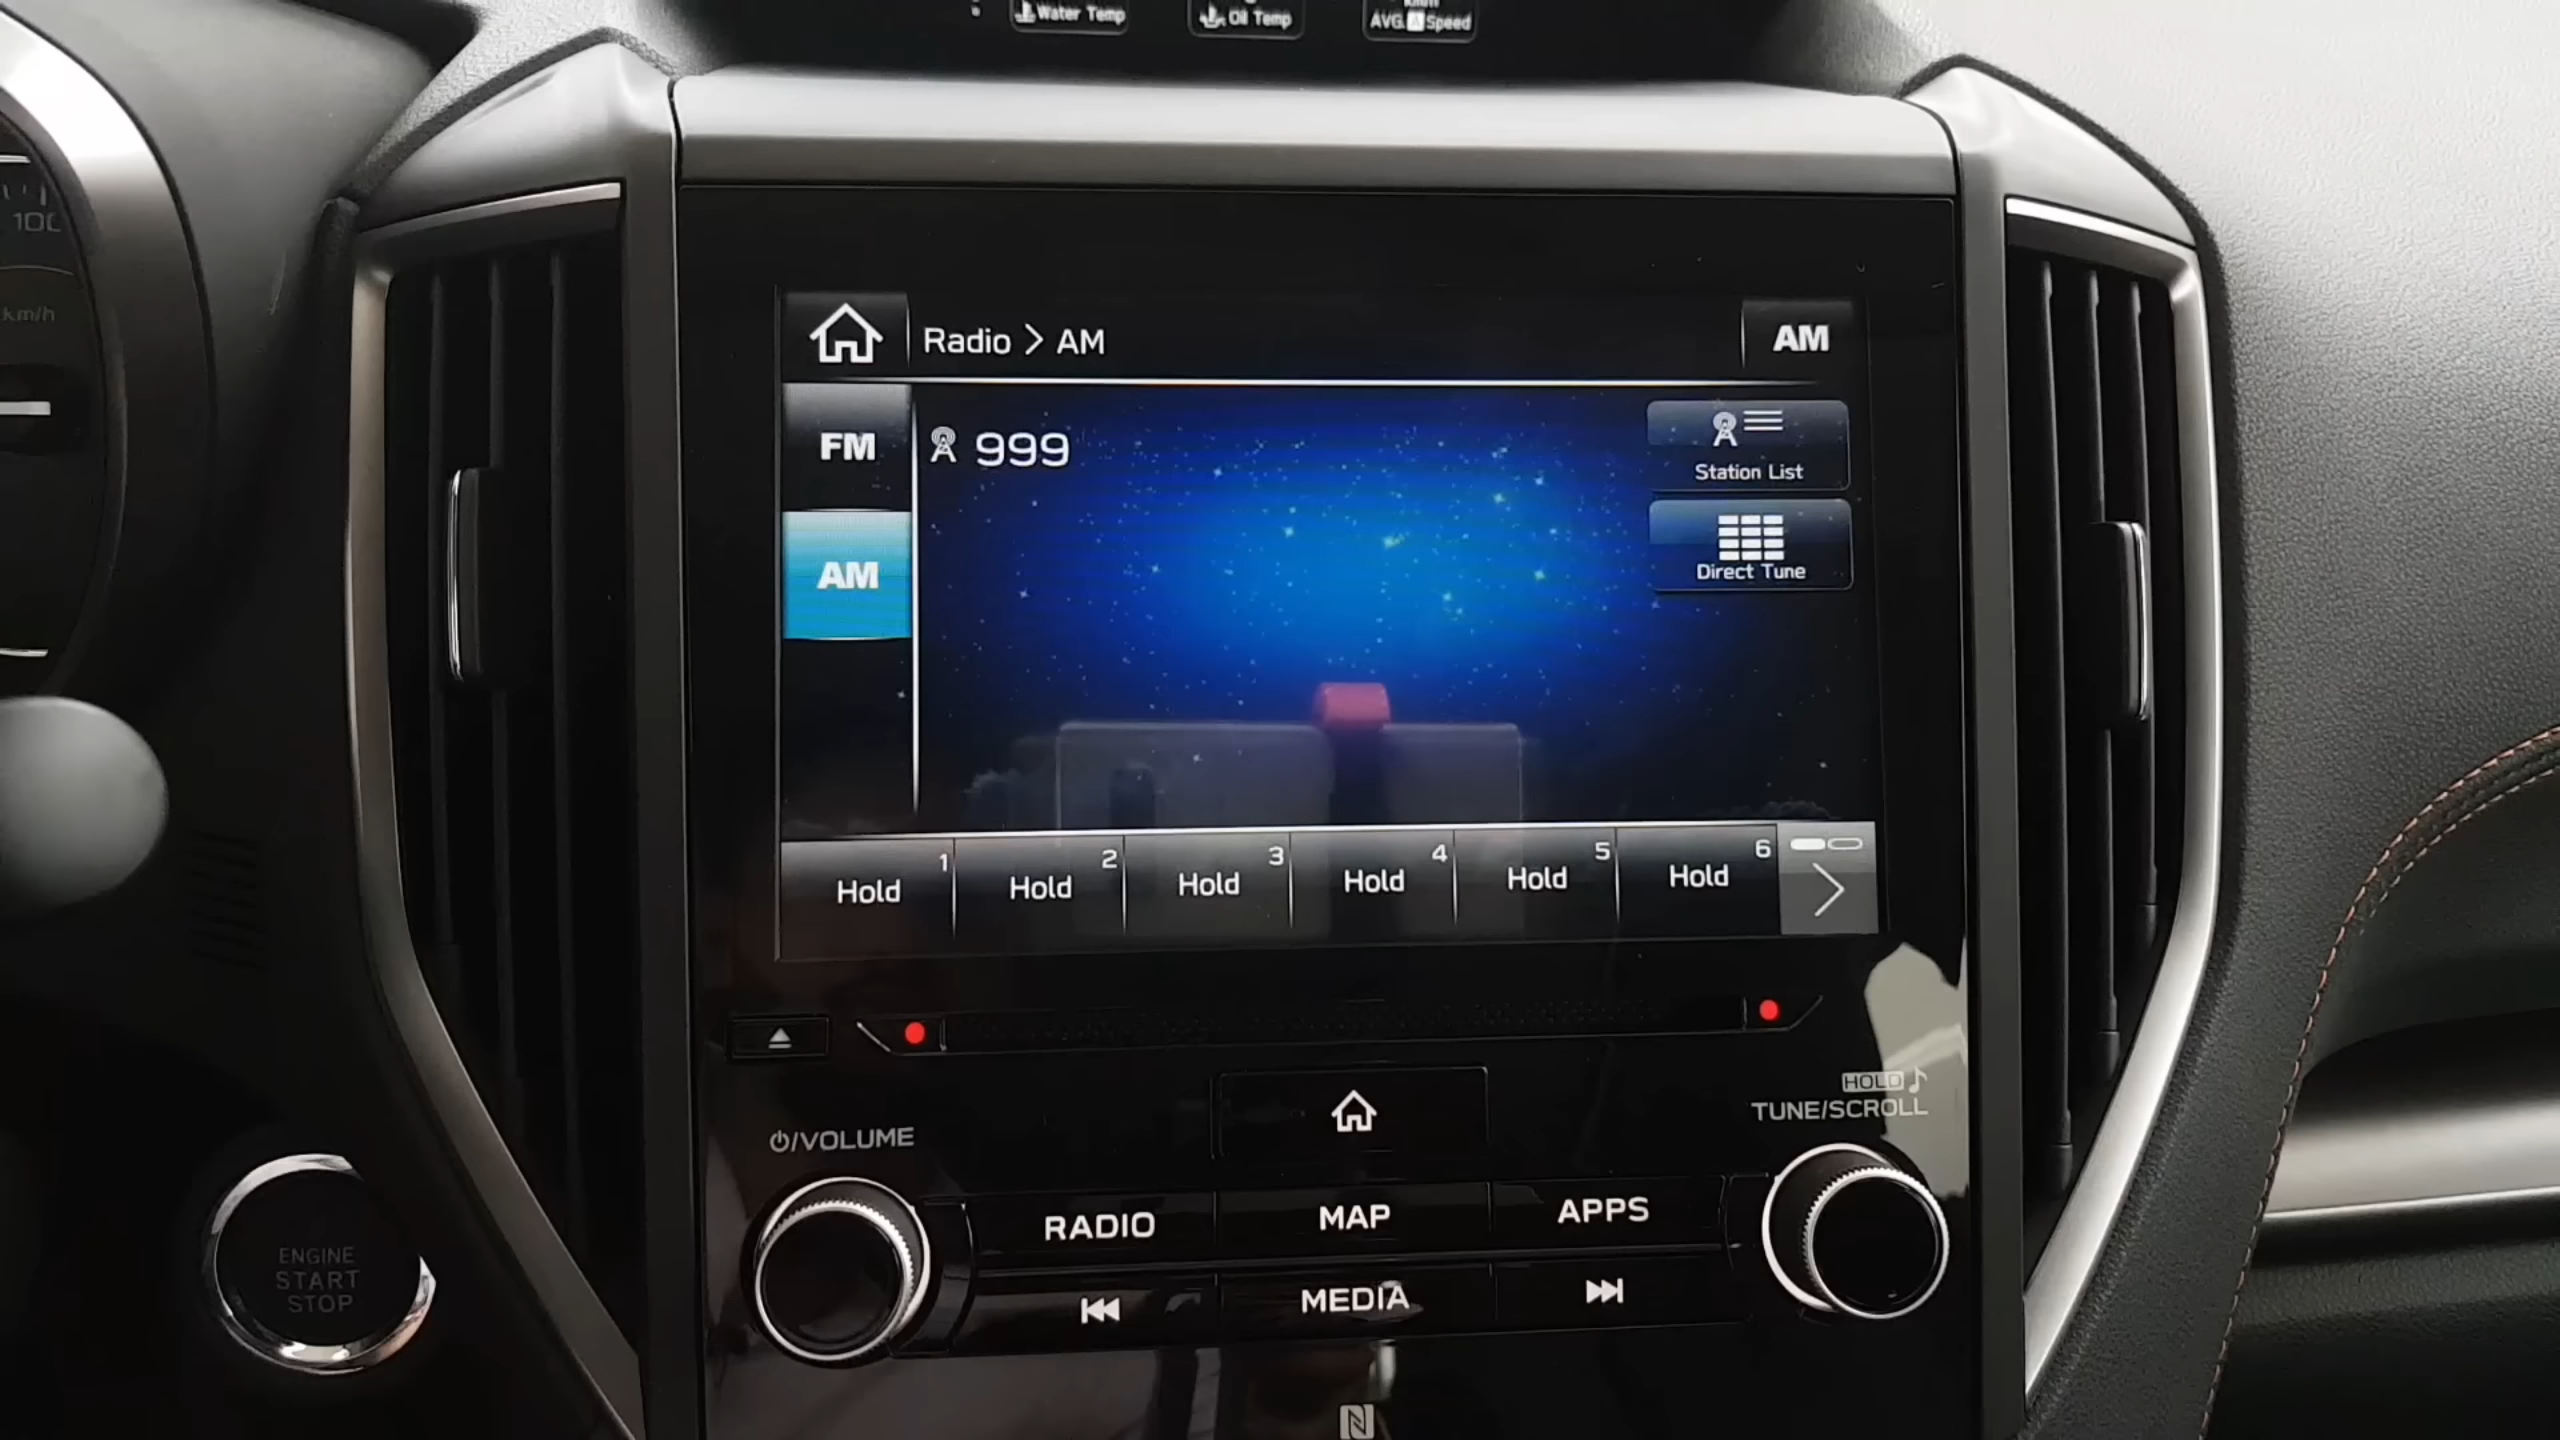 Water Temp
Oil Temp
AVG. A Speed
100
km/h
Radio > AM
AM
FM
999
Station List
AM
Direct Tune
1 2 3 4 5 6
Hold Hold Hold Hold Hold Hold
HOLD
TUNE/SCROLL
/VOLUME
RADIO MAP APPS
MEDIA
ENGINE
START
STOP